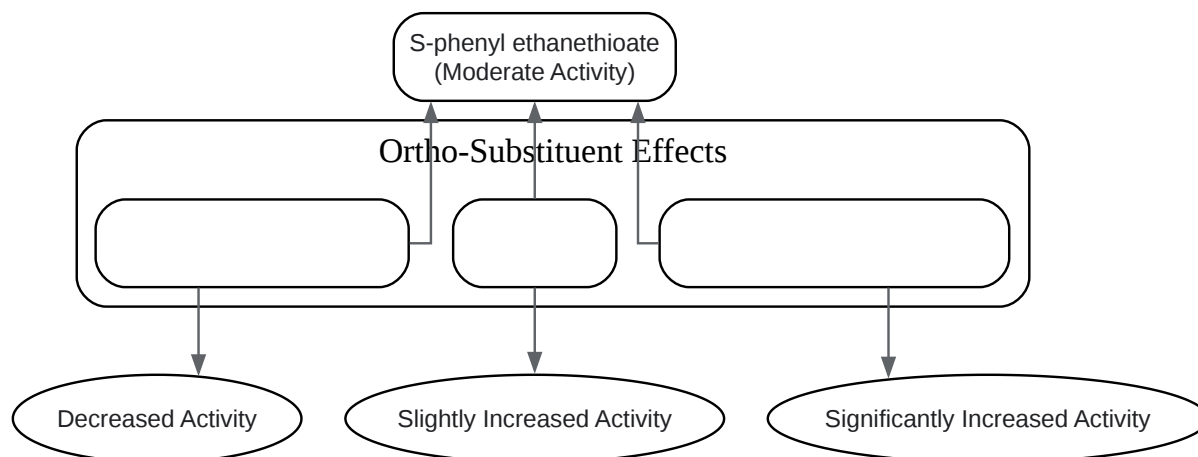 S-phenyl ethanethioate
(Moderate Activity)
Ortho-Substituent Effects
Decreased Activity
Slightly Increased Activity
Significantly Increased Activity